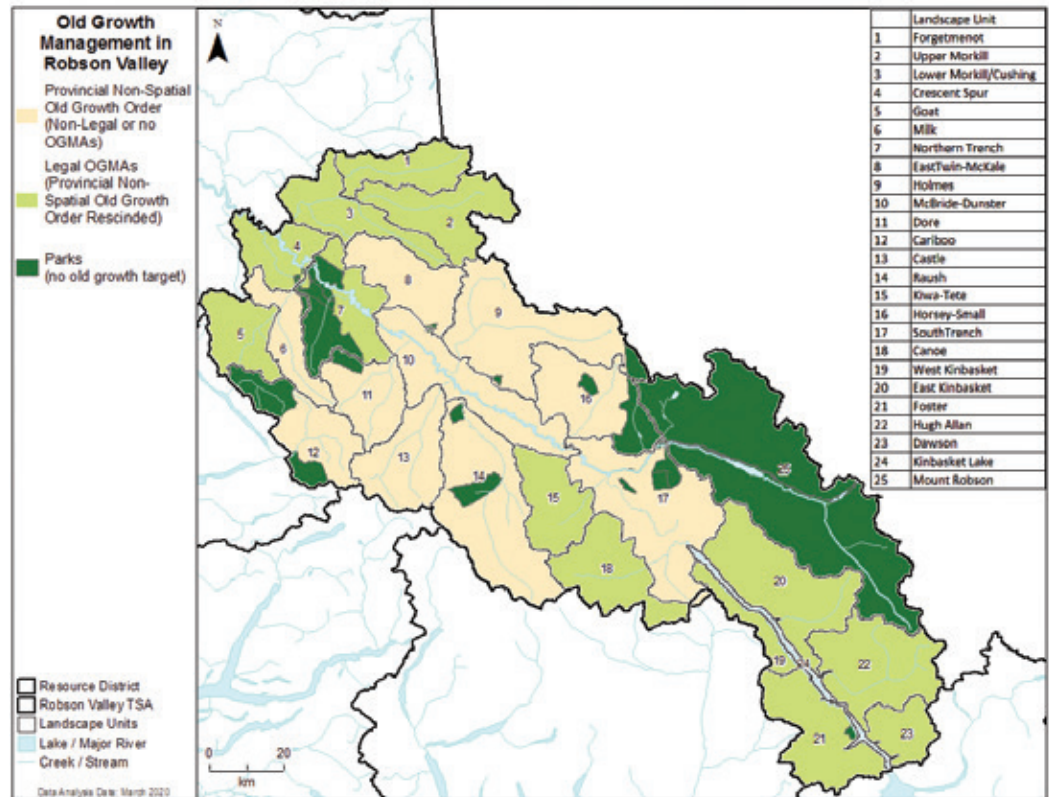 Old Growth
Management in
Robson Valley
Provincial Non-Spatial
Old Growth Order
(Non-Legal or no
OGMAs)
Legal OGMAs
(Provincial Non-
Spatial Old Growth
Order Rescinded)
Parks
(no old growth target)
Resource District
Robson Valley TSA
Landscape Units
Lake / Major River
Creek / Stream
Data Analysis Date: March 2020
N
0 20
km
1
2
3
4
5
6
7
8
9
10
11
12
13
14
15
16
17
18
19
20
21
22
23
24
25
Landscape Unit
1 Forgetmenot
2 Upper Morkill
3 Lower Morkill/Cushing
4 Crescent Spur
5 Goat
6 Milk
7 Northern Trench
8 EastTwin-McKale
9 Holmes
10 McBride-Dunster
11 Dore
12 Cariboo
13 Castle
14 Raush
15 Kiwa-Tete
16 Horsey-Small
17 SouthTrench
18 Canoe
19 West Kinbasket
20 East Kinbasket
21 Foster
22 Hugh Allan
23 Dawson
24 Kinbasket Lake
25 Mount Robson